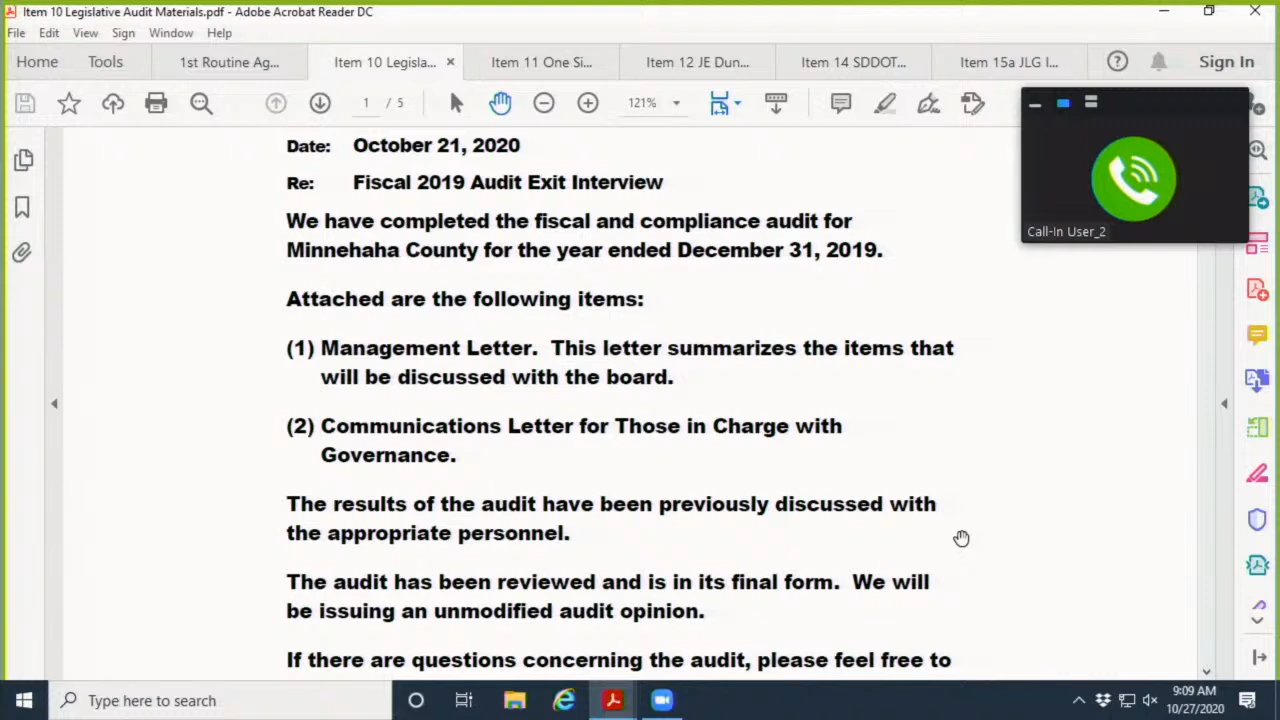 Item 10 Legislative Audit Materials.pdf - Adobe Acrobat Reader DC
File Edit View Sign Window Help
Home Tools 1st Routine Ag... Item 10 Legisla... Item 11 One Si... Item 12 JE Dun... Item 14 SDDOT... Item 15a JLG I... Sign In
1 / 5 121%
Date: October 21, 2020
Re: Fiscal 2019 Audit Exit Interview
We have completed the fiscal and compliance audit for
Minnehaha County for the year ended December 31, 2019.
Attached are the following items:
(1) Management Letter. This letter summarizes the items that
will be discussed with the board.
(2) Communications Letter for Those in Charge with
Governance.
The results of the audit have been previously discussed with
the appropriate personnel.
The audit has been reviewed and is in its final form. We will
be issuing an unmodified audit opinion.
If there are questions concerning the audit, please feel free to
Call-In User_2
Type here to search
9:09 AM
10/27/2020